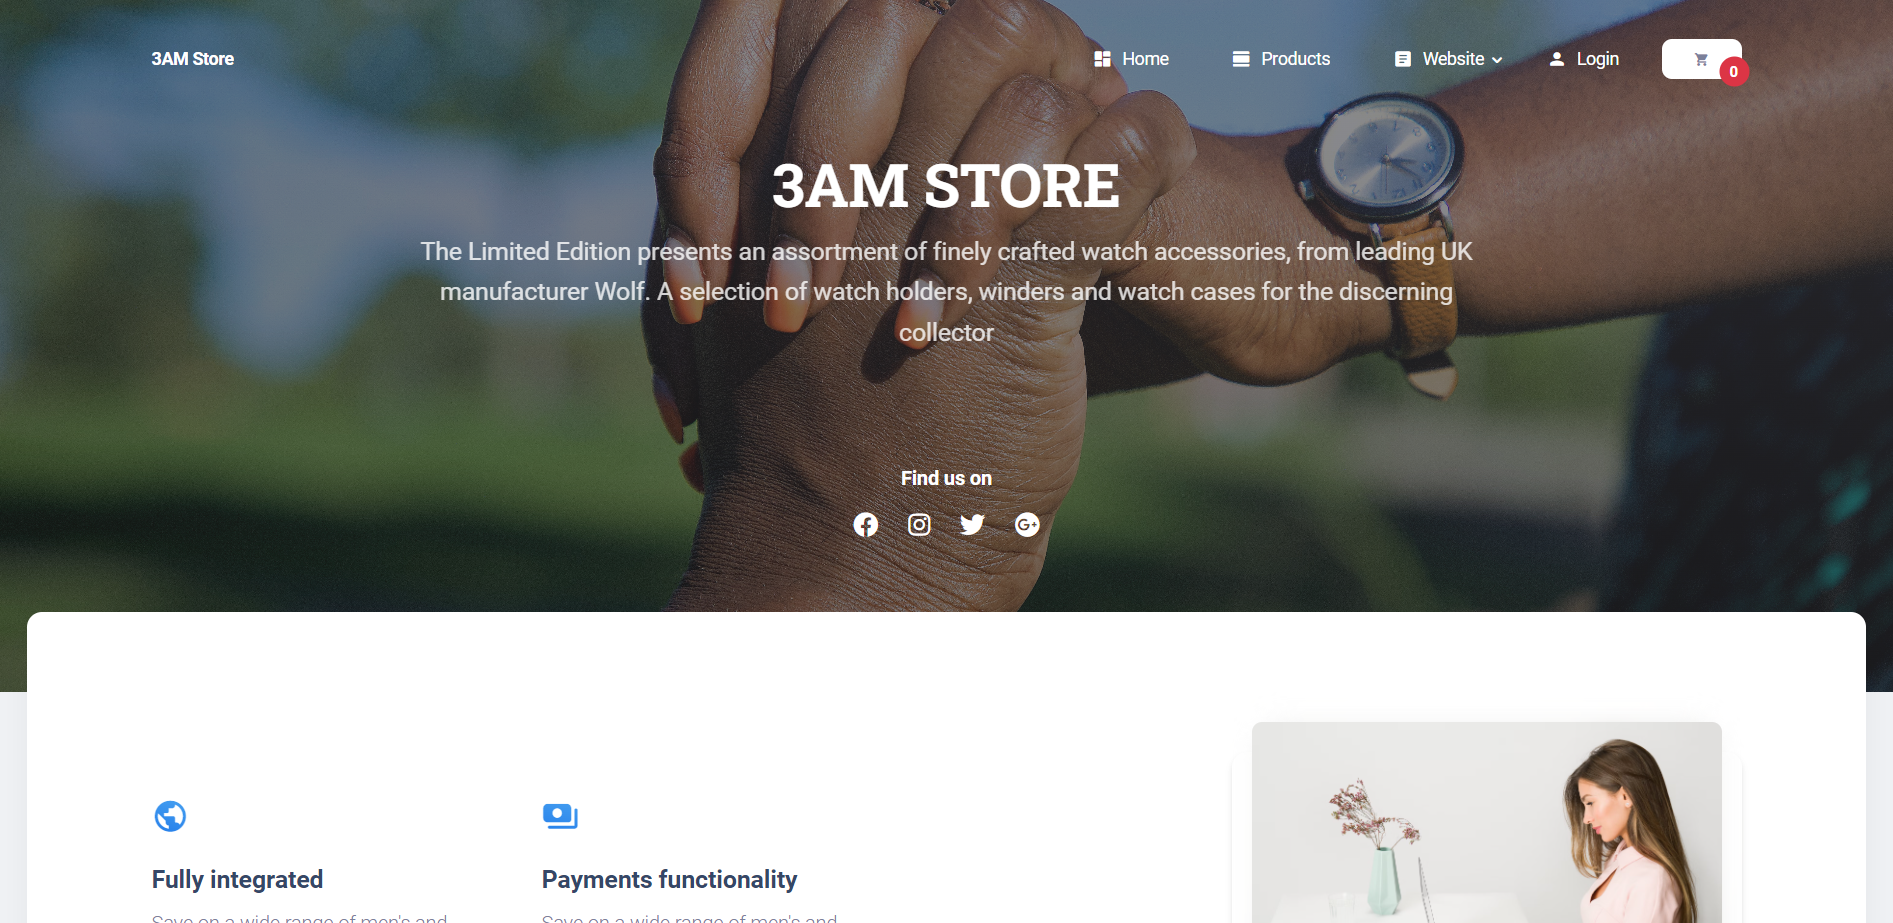 3AM Store
Home
Products
Website
Login
0
3AM STORE
The Limited Edition presents an assortment of finely crafted watch accessories, from leading UK
manufacturer Wolf. A selection of watch holders, winders and watch cases for the discerning
collector
Find us on
Fully integrated
Payments functionality
Save on a wide range of men's and
Save on a wide range of men's and